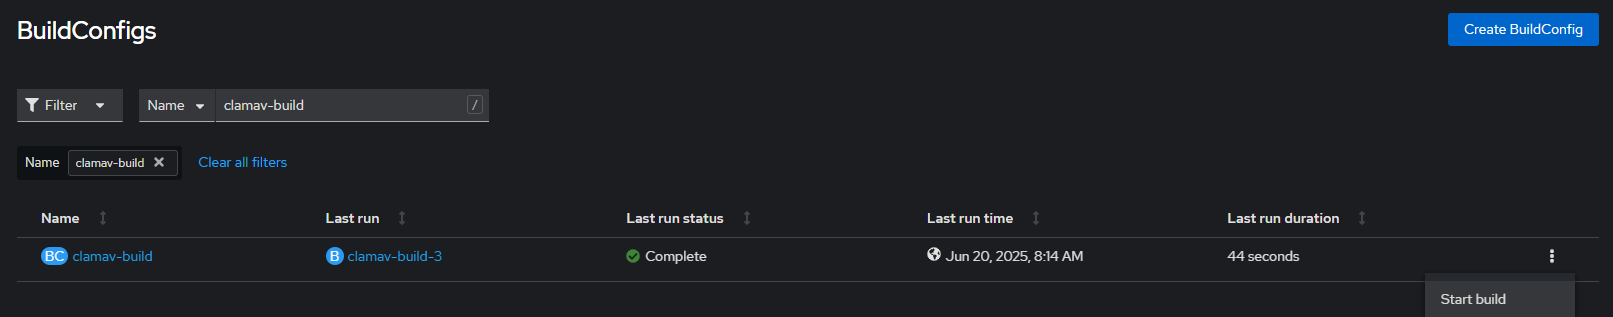 BuildConfigs
Create BuildConfig
Filter Name clamav-build /
Name clamav-build Clear all filters
Name Last run Last run status Last run time Last run duration
BC clamav-build B clamav-build-3 Complete Jun 20, 2025, 8:14 AM 44 seconds
Start build